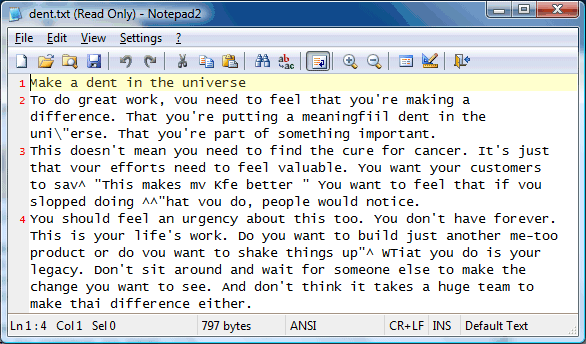 dent.txt (Read Only) - Notepad2
File Edit View Settings ?
1 Make a dent in the universe
2 To do great work, vou need to feel that you're making a
difference. That you're putting a meaningfiil dent in the
uni\"erse. That you're part of something important.
3 This doesn't mean you need to find the cure for cancer. It's just
that vour efforts need to feel valuable. You want your customers
to sav^ "This makes mv Kfe better " You want to feel that if vou
slopped doing ^^"hat vou do, people would notice.
4 You should feel an urgency about this too. You don't have forever.
This is your life's work. Do you want to build just another me-too
product or do vou want to shake things up"^ WTiat you do is your
legacy. Don't sit around and wait for someone else to make the
change you want to see. And don't think it takes a huge team to
make thai difference either.
Ln 1 : 4 Col 1 Sel 0 797 bytes ANSI CR+LF INS Default Text